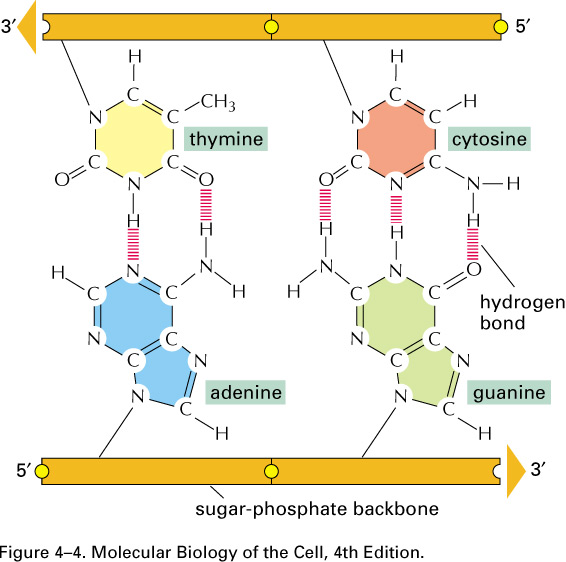 3′ 5′
H H
C C H
N C CH3 N C
thymine cytosine
C C C C N H
O N O O N H
H H H H
N N H N N O
H C C H H C C
hydrogen
bond
N C N N C N
C C
adenine guanine
N C N C
H H
5′ 3′
sugar-phosphate backbone
Figure 4–4. Molecular Biology of the Cell, 4th Edition.